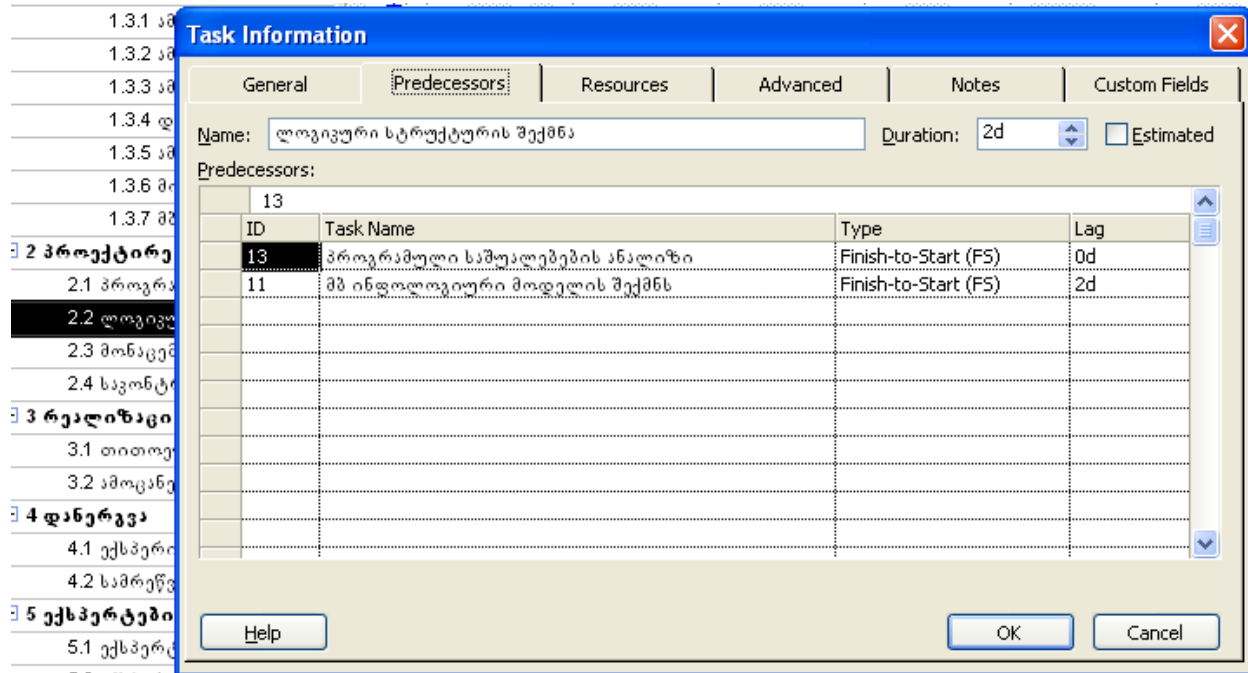 1.3.1
Task Information
1.3.2
General Predecessors Resources Advanced Notes Custom Fields
1.3.3
1.3.4
Name: ლოგიკური სტრუქტურის შექმნა Duration: 2d Estimated
1.3.5
Predecessors:
1.3.6
13
1.3.7
ID Task Name Type Lag
2 პროექტირე
13 პროგრამული საშუალებების ანალიზი Finish-to-Start (FS) 0d
2.1 პროგრა
11 მბ ინფოლოგიური მოდელის შექმნს Finish-to-Start (FS) 2d
2.2 ლოგიკუ
2.3 მონაცემ
2.4 საკონტრ
3 რეალიზაცი
3.1 თითოე
3.2 ამოცანე
4 დანერგვა
4.1 ექსპერი
4.2 სამრეწვ
5 ექსპერტები
Help OK Cancel
5.1 ექსპერტ